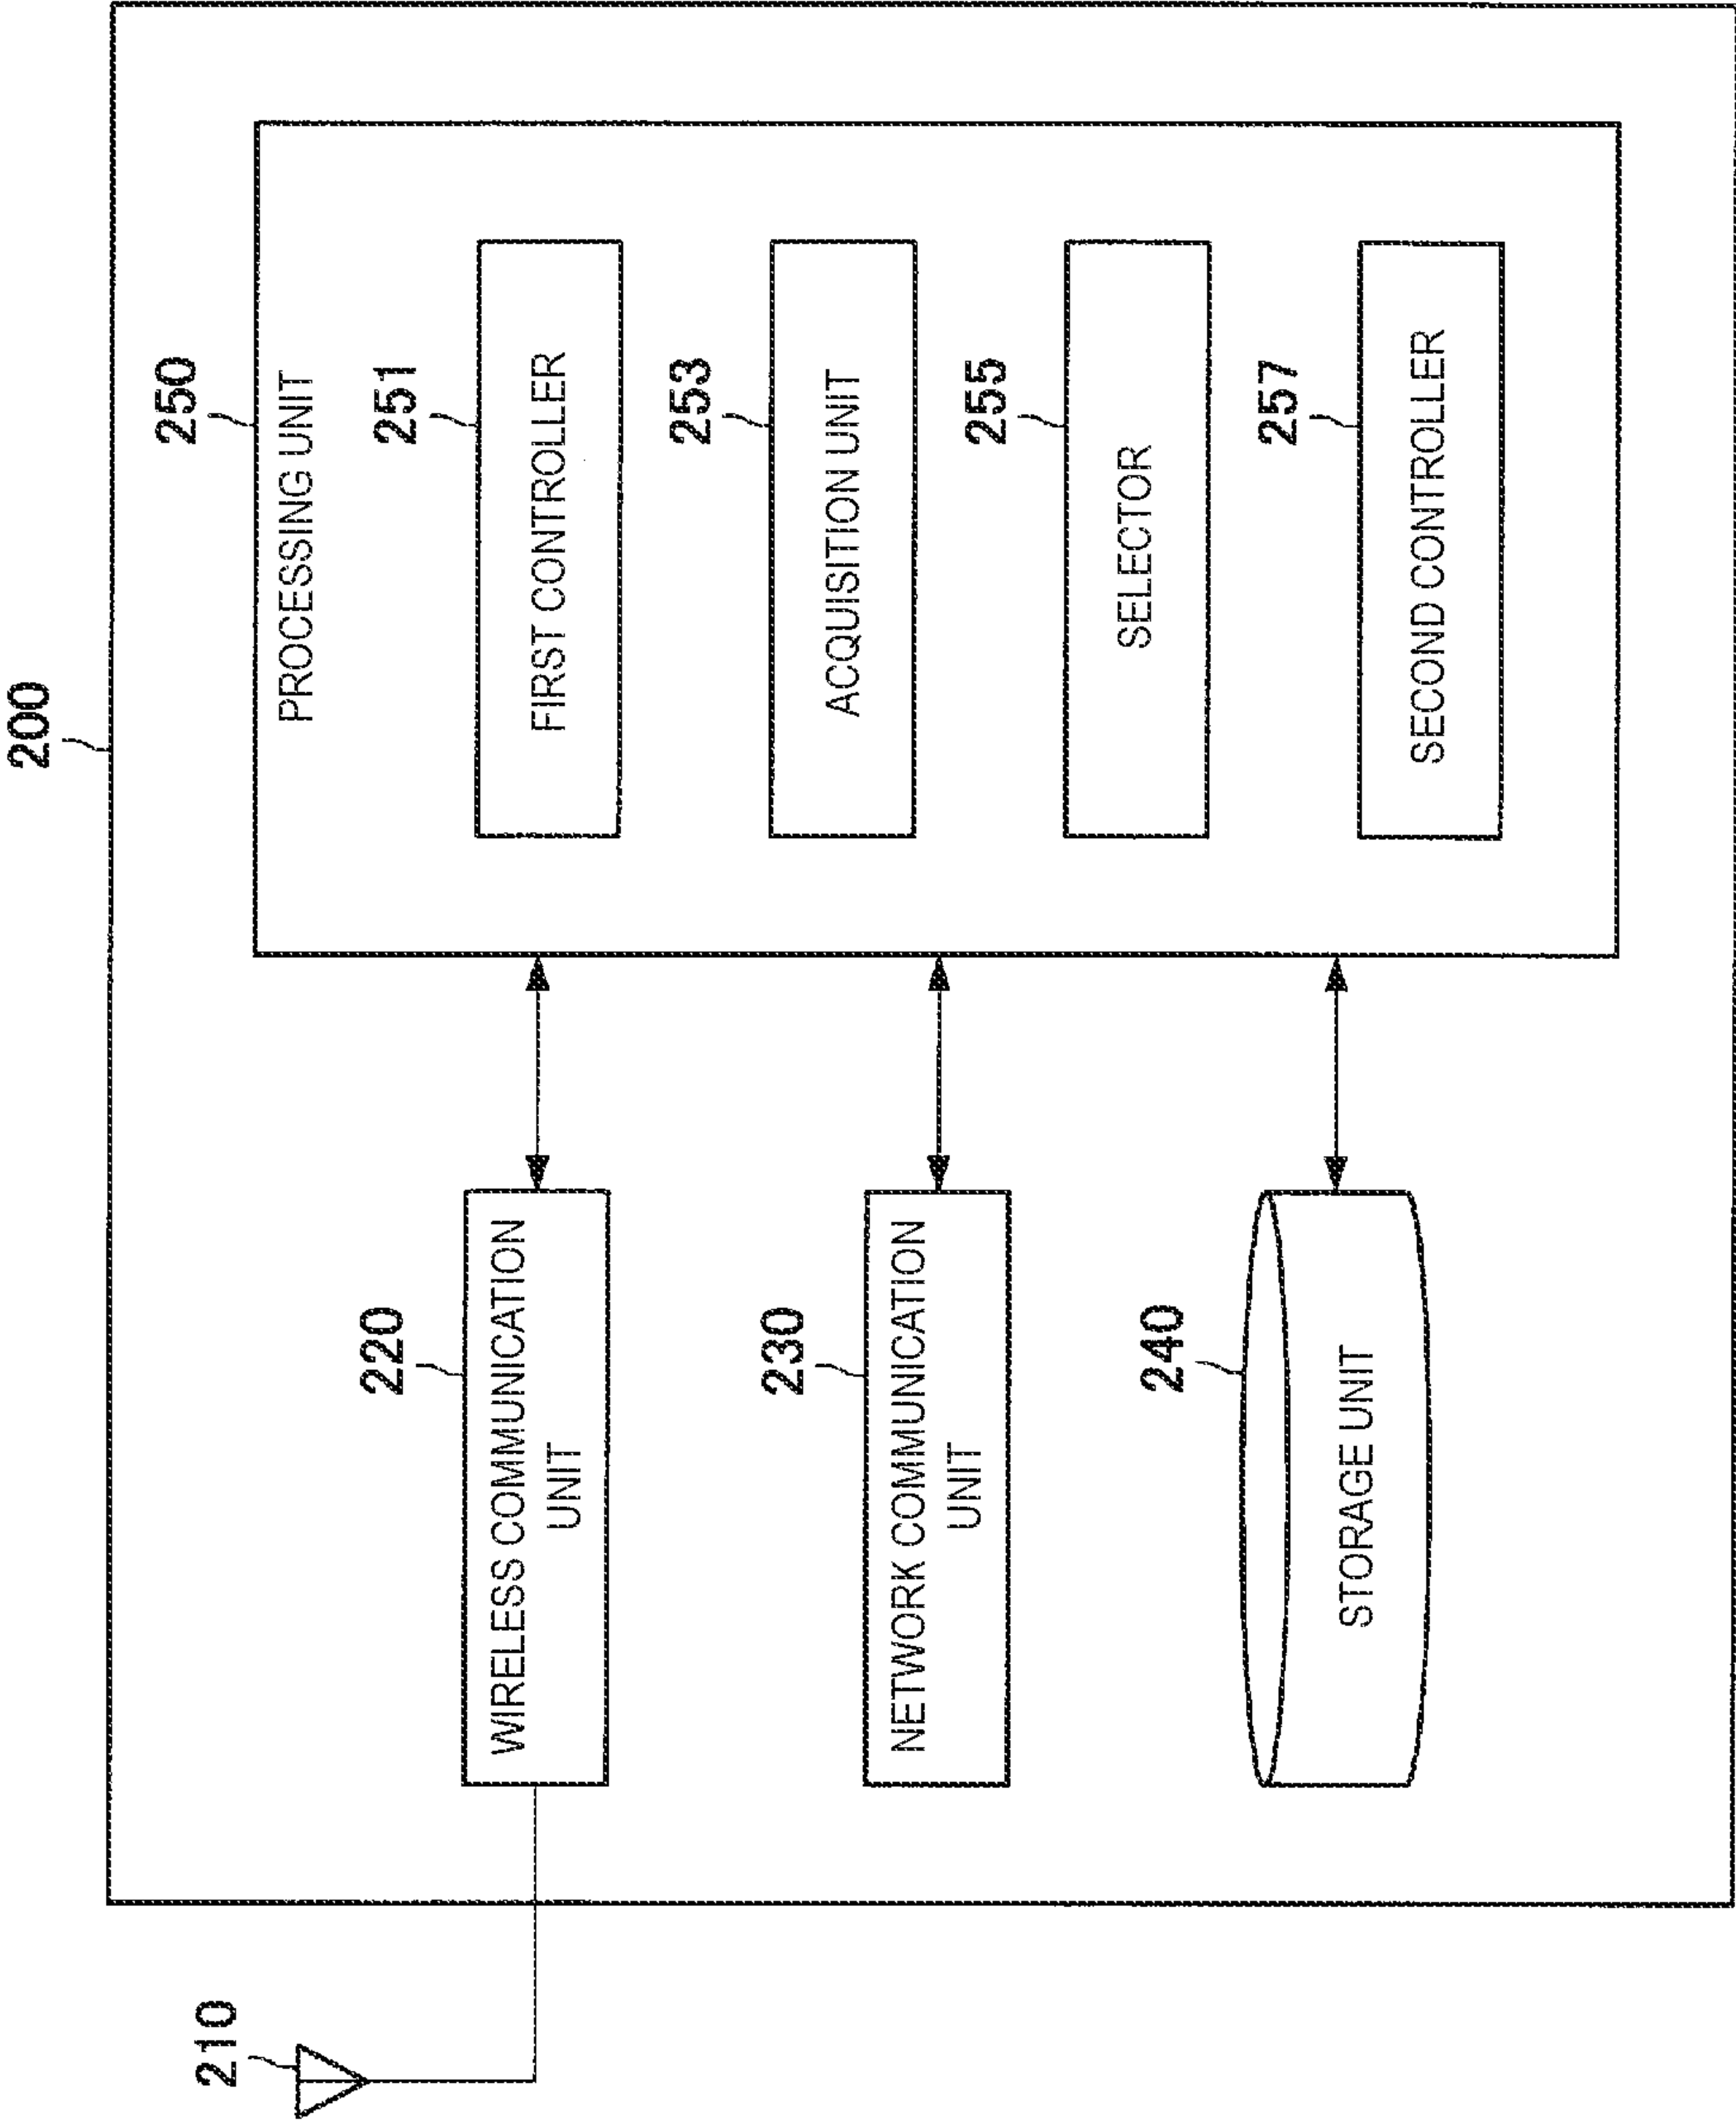 200
210
220
WIRELESS COMMUNICATION
UNIT
230
NETWORK COMMUNICATION
UNIT
240
STORAGE UNIT
250
PROCESSING UNIT
251
FIRST CONTROLLER
253
ACQUISITION UNIT
255
SELECTOR
257
SECOND CONTROLLER